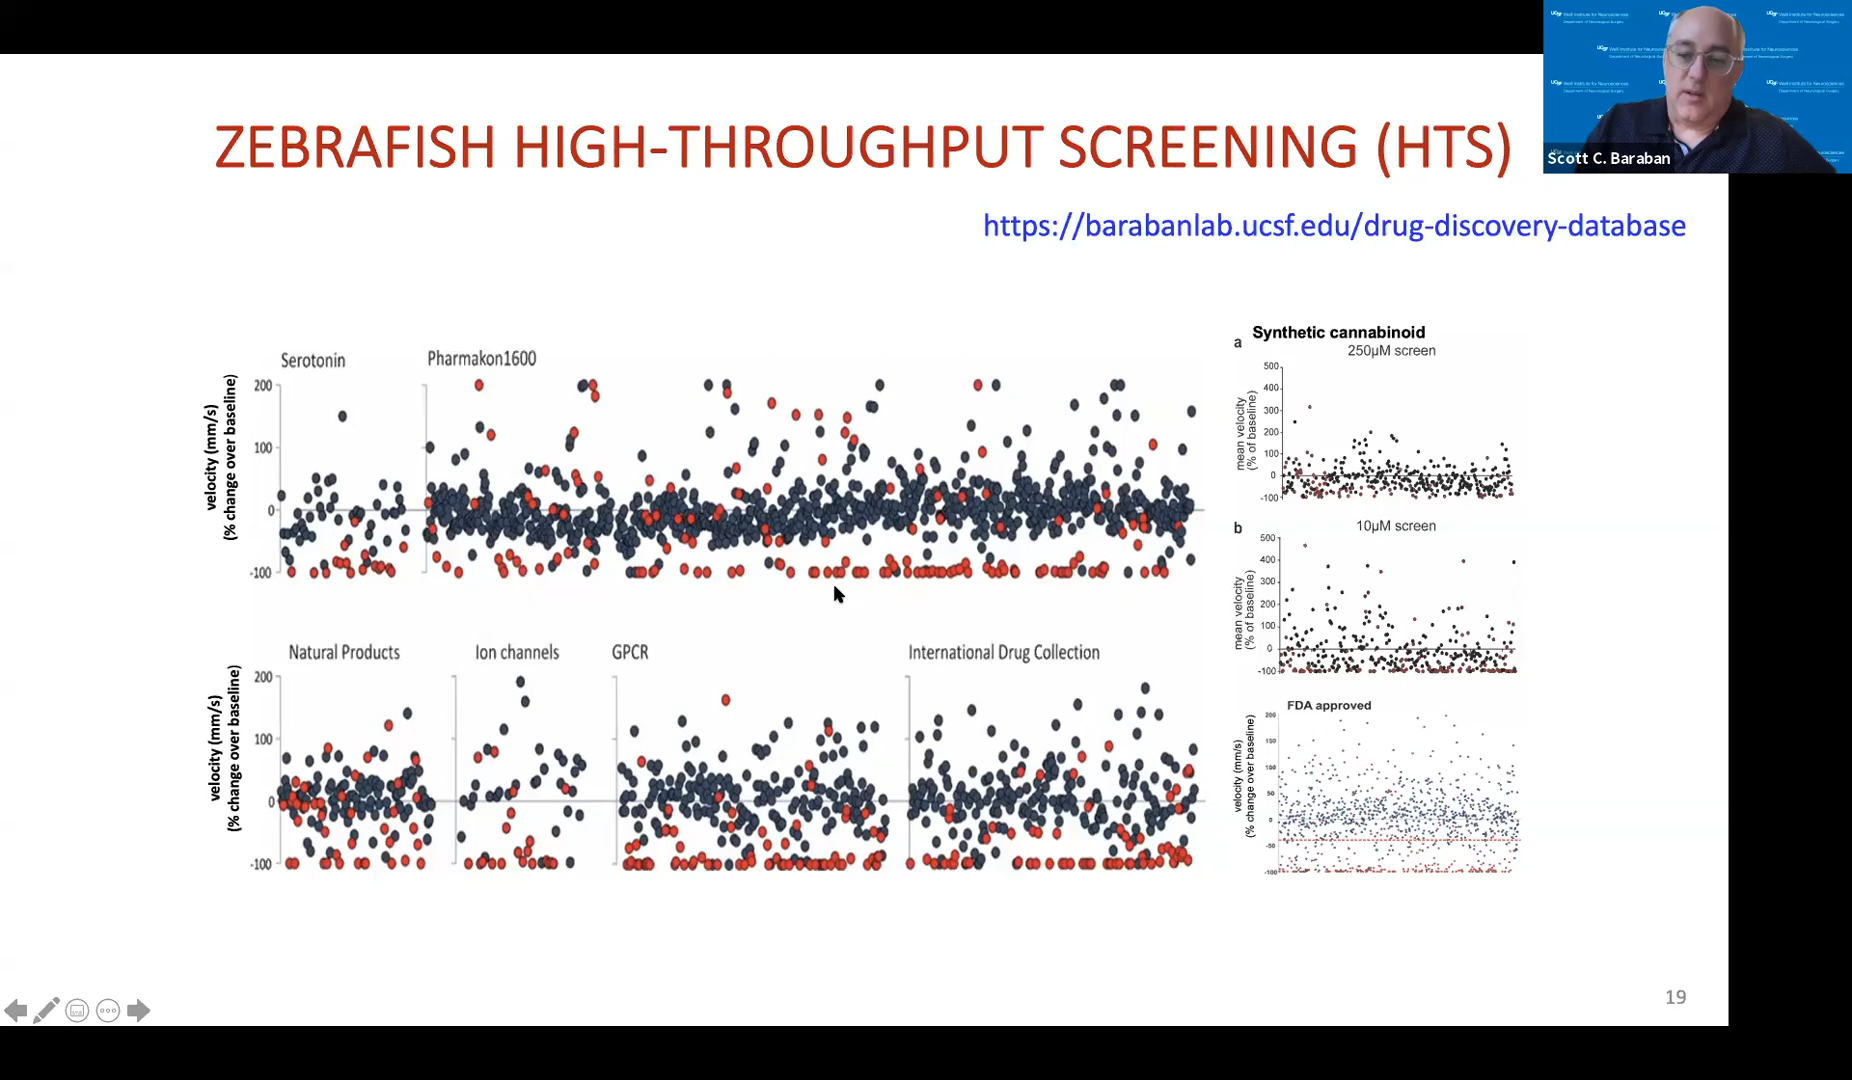 ZEBRAFISH HIGH-THROUGHPUT SCREENING (HTS)
Scott C. Baraban
https://barabanlab.ucsf.edu/drug-discovery-database
Serotonin
Pharmakon1600
velocity (mm/s)
(% change over baseline)
200
100
0
-100
Natural Products
Ion channels
GPCR
International Drug Collection
velocity (mm/s)
(% change over baseline)
200
100
0
-100
a
Synthetic cannabinoid
250µM screen
mean velocity
(% of baseline)
500
400
300
200
100
0
-100
b
10µM screen
mean velocity
(% of baseline)
500
400
300
200
100
0
-100
FDA approved
velocity (mm/s)
(% change over baseline)
200
150
100
50
0
-50
-100
19